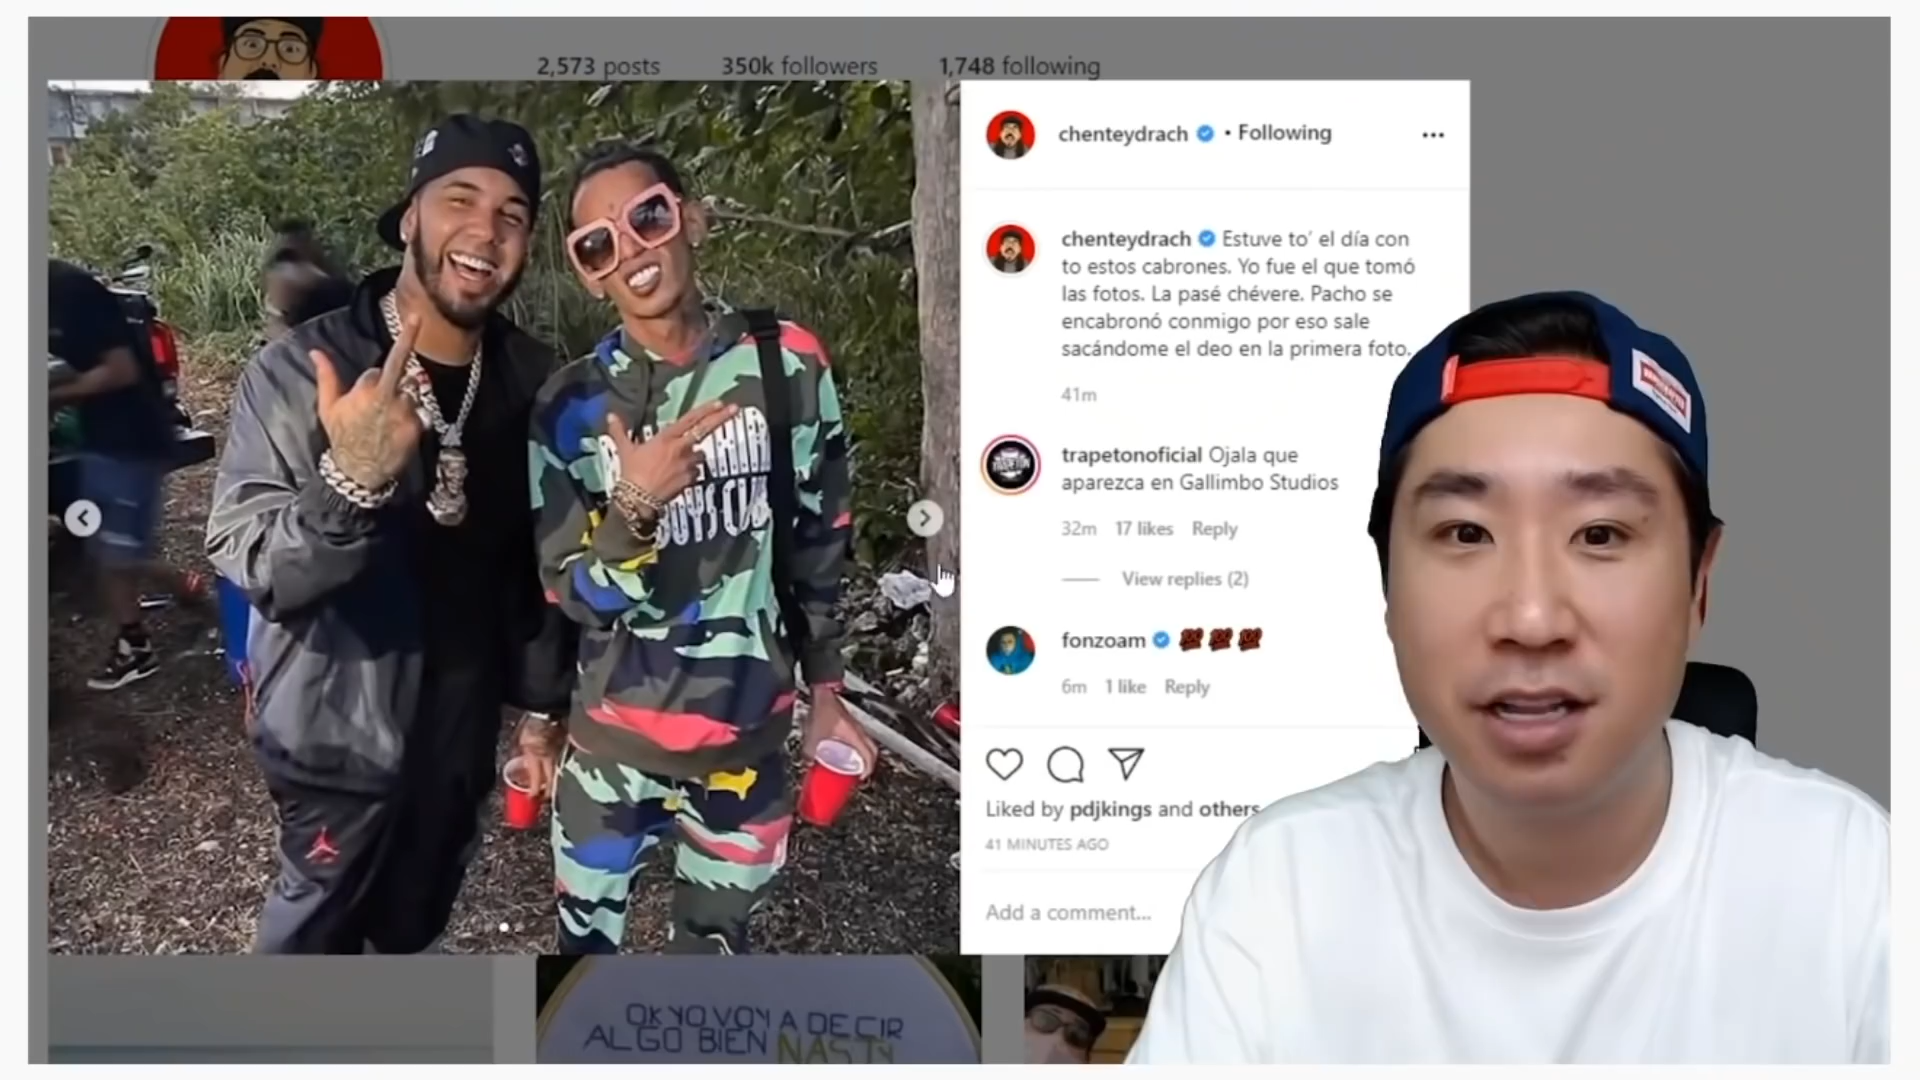 2,573 posts 350k followers 1,748 following
chenteydrach • Following
chenteydrach Estuve to' el día con
to estos cabrones. Yo fue el que tomó
las fotos. La pasé chévere. Pacho se
encabronó conmigo por eso sale
sacándome el deo en la primera foto.
41m
trapetonoficial Ojala que
aparezca en Gallimbo Studios
32m 17 likes Reply
View replies (2)
fonzoam 💯 💯 💯
6m 1 like Reply
Liked by pdjkings and others
41 MINUTES AGO
Add a comment...
BOYS CLUB
OK YO VOY A DECIR
ALGO BIEN NASTY